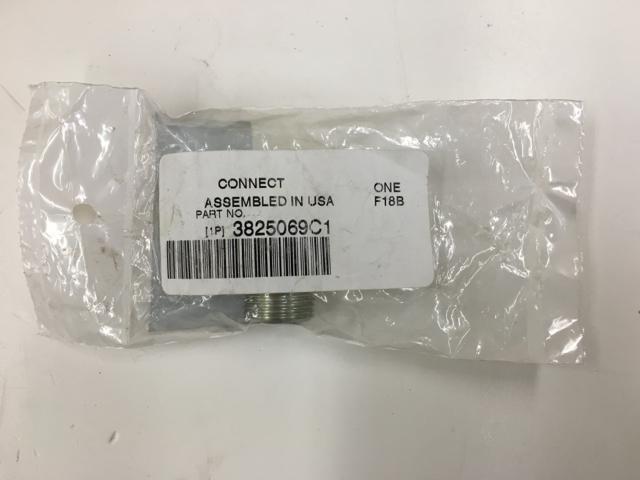 CONNECT ONE
ASSEMBLED IN USA F18B
PART NO.
[1P] 3825069C1